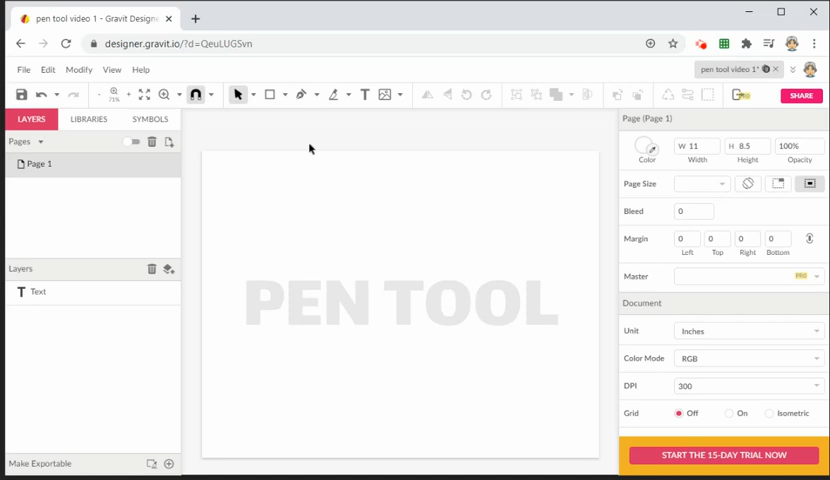 pen tool video 1 - Gravit Designe
designer.gravit.io/?d=QeuLUGSvn
File Edit Modify View Help
pen tool video 1*
71%
SHARE
LAYERS LIBRARIES SYMBOLS
Pages
Page 1
Layers
Text
Make Exportable
PEN TOOL
Page (Page 1)
W 11 H 8.5 100%
Color Width Height Opacity
Page Size
Bleed 0
Margin 0 0 0 0
Left Top Right Bottom
Master PRO
Document
Unit Inches
Color Mode RGB
DPI 300
Grid Off On Isometric
START THE 15-DAY TRIAL NOW